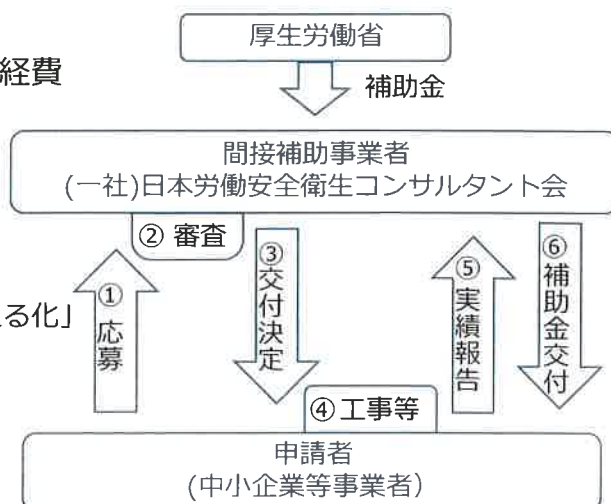 厚生労働省
経費
補助金
間接補助事業者
(一社)日本労働安全衛生コンサルタント会
② 審査
①応募
③交付決定
⑤実績報告
⑥補助金交付
える化」
④工事等
申請者
(中小企業等事業者)